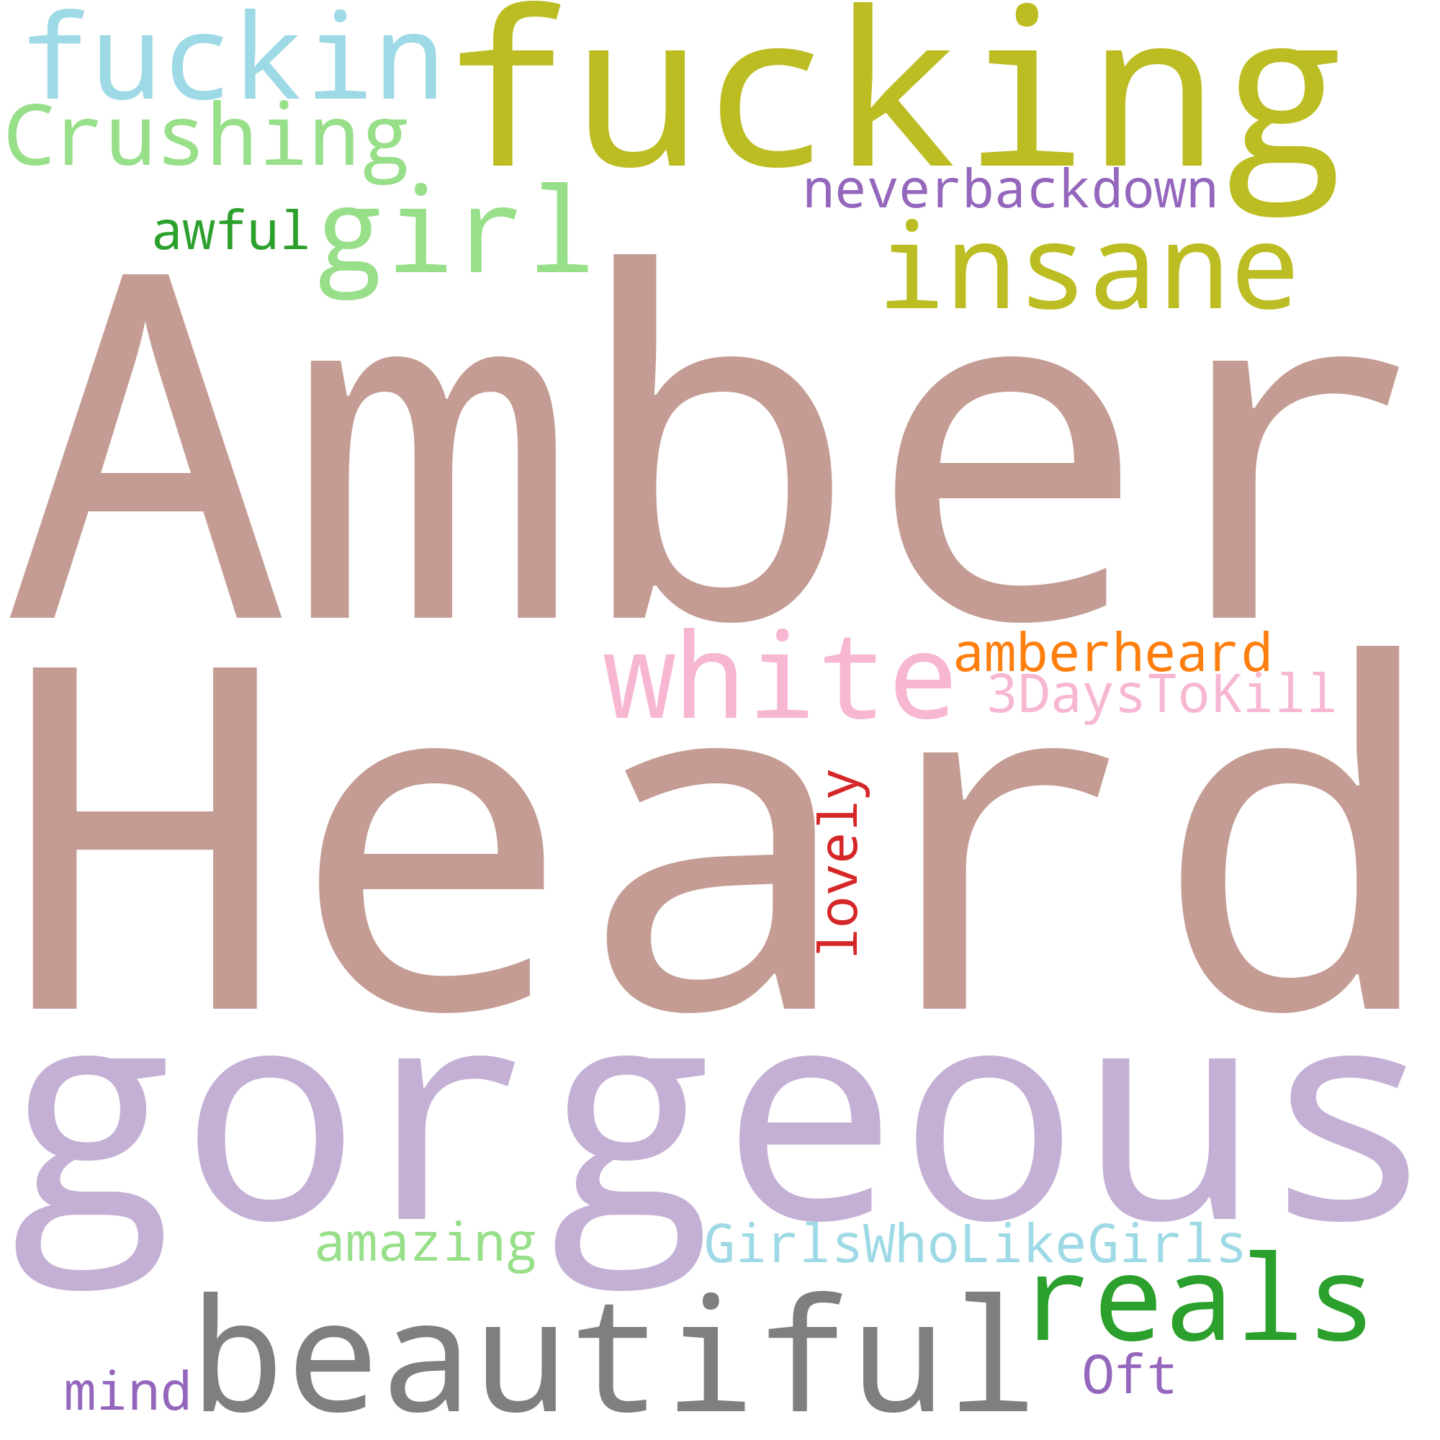 fuckin
fucking
Crushing
neverbackdown
awful
girl
insane
Amber
white
amberheard
3DaysToKill
Heard
lovely
gorgeous
amazing
GirlsWhoLikeGirls
reals
beautiful
mind
Oft